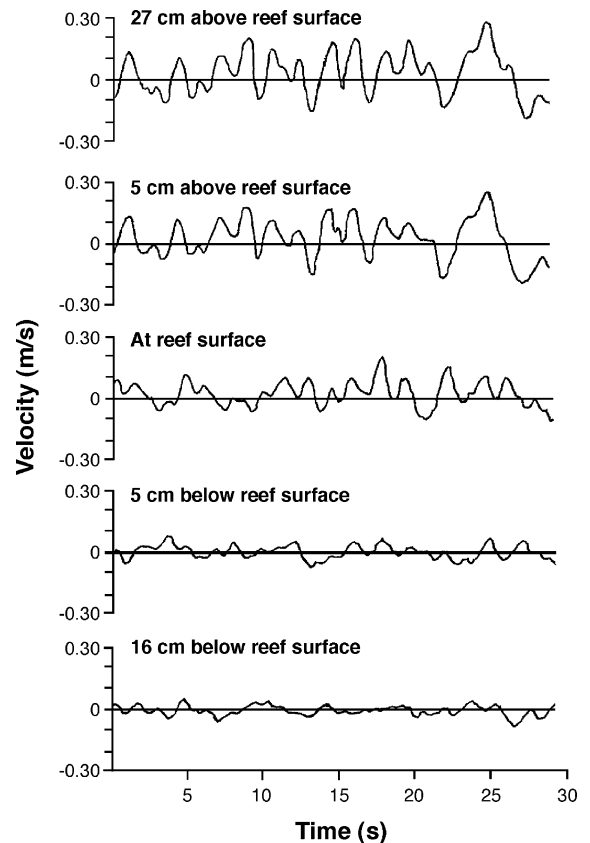 27 cm above reef surface
0.30
0
-0.30
5 cm above reef surface
0.30
0
-0.30
At reef surface
0.30
0
-0.30
5 cm below reef surface
0.30
0
-0.30
16 cm below reef surface
0.30
0
-0.30
5 10 15 20 25 30
Time (s)
Velocity (m/s)